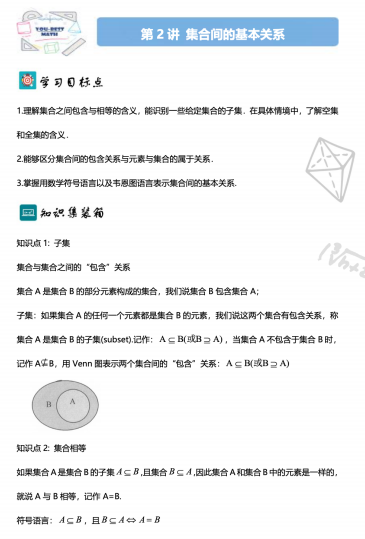 YOU-BEST
MATH
第 2 讲 集合间的基本关系
学习目标点
1.理解集合之间包含与相等的含义，能识别一些给定集合的子集．在具体情境中，了解空集
和全集的含义．
2.能够区分集合间的包含关系与元素与集合的属于关系．
3.掌握用数学符号语言以及韦恩图语言表示集合间的基本关系.
知识集装箱
知识点 1: 子集
集合与集合之间的“包含”关系
集合 A 是集合 B 的部分元素构成的集合，我们说集合 B 包含集合 A；
子集：如果集合 A 的任何一个元素都是集合 B 的元素，我们说这两个集合有包含关系，称
集合 A 是集合 B 的子集(subset).记作： A ⊆ B(或B ⊇ A) ，当集合 A 不包含于集合 B 时，
记作 A⊈B，用 Venn 图表示两个集合间的“包含”关系： A ⊆ B(或B ⊇ A)
B A
知识点 2: 集合相等
如果集合 A 是集合 B 的子集 A ⊆ B ,且集合 B ⊆ A ,因此集合 A 和集合 B 中的元素是一样的，
就说 A 与 B 相等，记作 A=B.
符号语言： A ⊆ B ，且 B ⊆ A ⇔ A = B